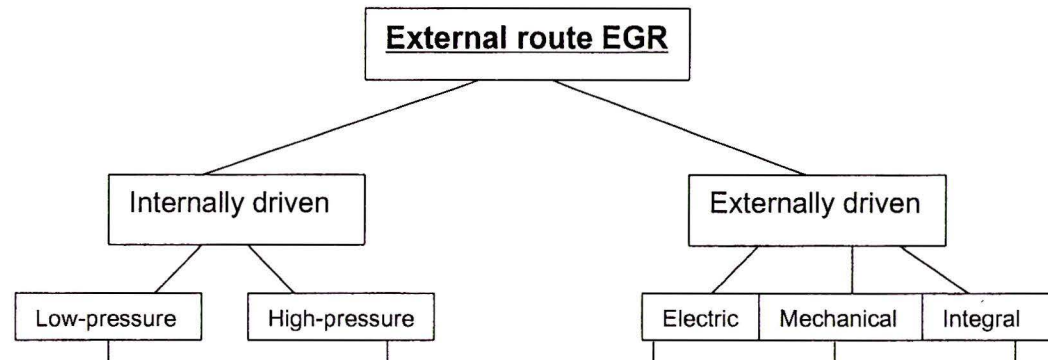 External route EGR
Internally driven
Externally driven
Low-pressure
High-pressure
Electric
Mechanical
Integral